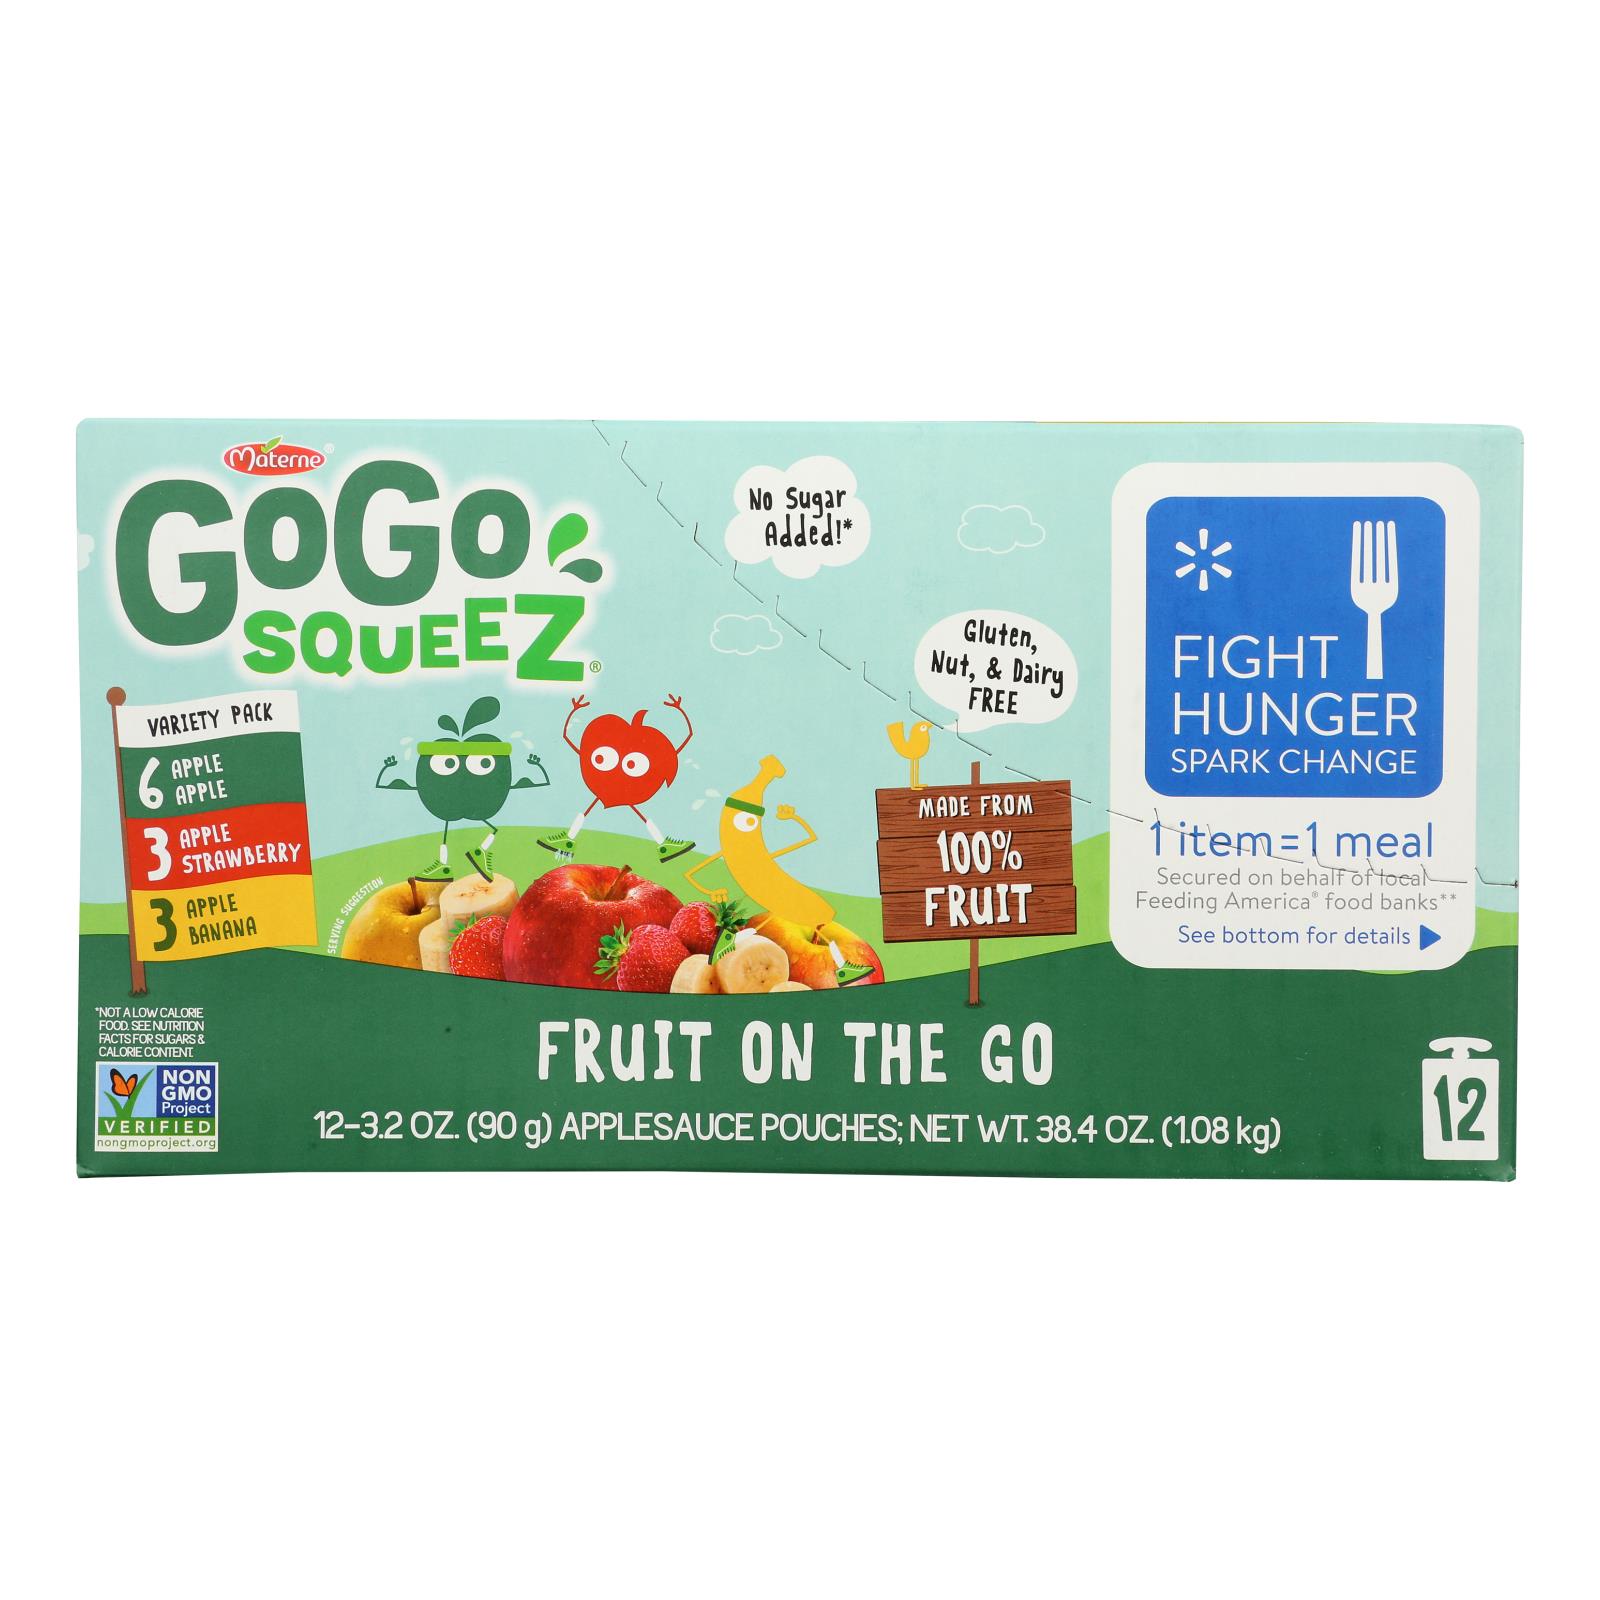 Materne®
GOGO
SQUEEZ®
VARIETY PACK
6 APPLE
APPLE
3 APPLE
STRAWBERRY
3 APPLE
BANANA
No Sugar
Added!*
Gluten,
Nut, & Dairy
FREE
MADE FROM
100%
FRUIT
SERVING SUGGESTION
FIGHT
HUNGER
SPARK CHANGE
1 item=1 meal
Secured on behalf of local
Feeding America® food banks**
See bottom for details
*NOT A LOW CALORIE
FOOD. SEE NUTRITION
FACTS FOR SUGARS &
CALORIE CONTENT.
NON
GMO
Project
VERIFIED
nongmoproject.org
FRUIT ON THE GO
12-3.2 OZ. (90 g) APPLESAUCE POUCHES; NET WT. 38.4 OZ. (1.08 kg)
12